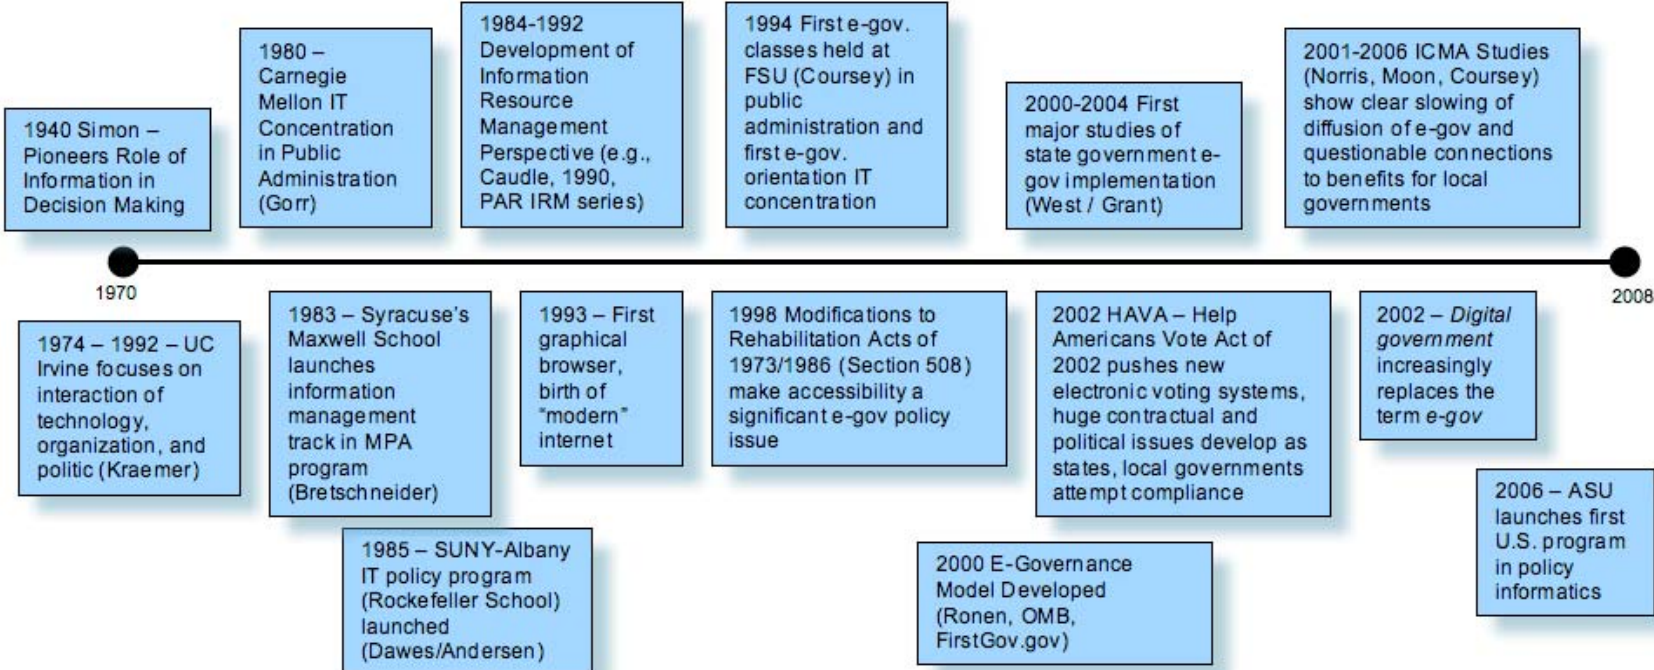 1940 Simon –
Pioneers Role of
Information in
Decision Making
1980 –
Carnegie
Mellon IT
Concentration
in Public
Administration
(Gorr)
1984-1992
Development of
Information
Resource
Management
Perspective (e.g.,
Caudle, 1990,
PAR IRM series)
1994 First e-gov.
classes held at
FSU (Coursey) in
public
administration and
first e-gov.
orientation IT
concentration
2000-2004 First
major studies of
state government e-
gov implementation
(West / Grant)
2001-2006 ICMA Studies
(Norris, Moon, Coursey)
show clear slowing of
diffusion of e-gov and
questionable connections
to benefits for local
governments
1970
2008
1974 – 1992 – UC
Irvine focuses on
interaction of
technology,
organization, and
politic (Kraemer)
1983 – Syracuse's
Maxwell School
launches
information
management
track in MPA
program
(Bretschneider)
1985 – SUNY-Albany
IT policy program
(Rockefeller School)
launched
(Dawes/Andersen)
1993 – First
graphical
browser,
birth of
"modern"
internet
1998 Modifications to
Rehabilitation Acts of
1973/1986 (Section 508)
make accessibility a
significant e-gov policy
issue
2000 E-Governance
Model Developed
(Ronen, OMB,
FirstGov.gov)
2002 HAVA – Help
Americans Vote Act of
2002 pushes new
electronic voting systems,
huge contractual and
political issues develop as
states, local governments
attempt compliance
2002 – Digital
government
increasingly
replaces the
term e-gov
2006 – ASU
launches first
U.S. program
in policy
informatics